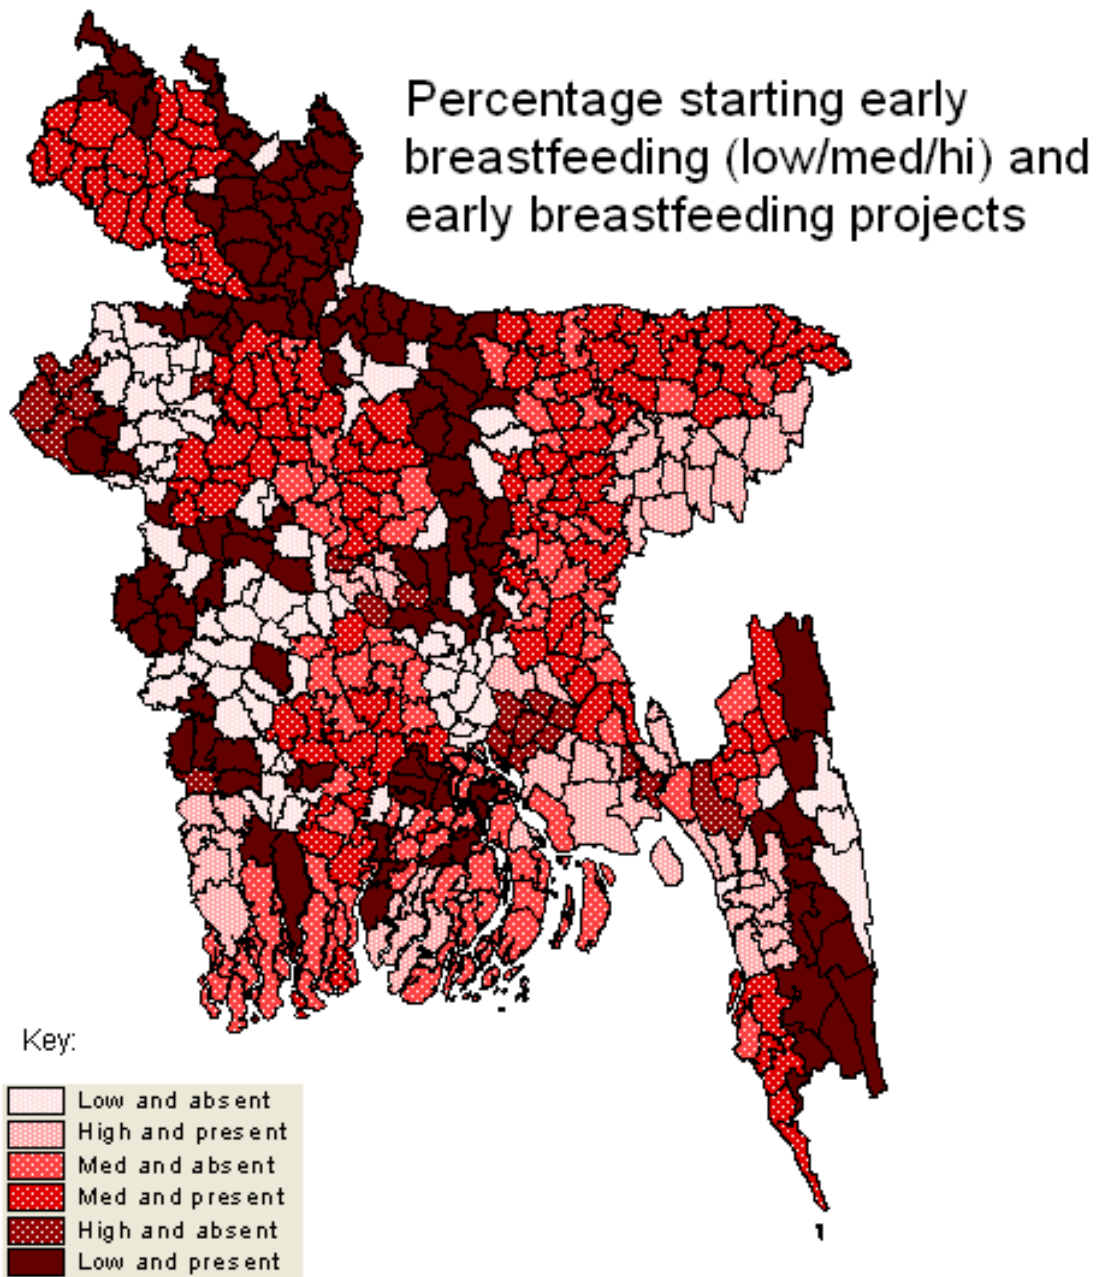 Percentage starting early
breastfeeding (low/med/hi) and
early breastfeeding projects
Key:
Low and absent
High and present
Med and absent
Med and present
High and absent
Low and present
1